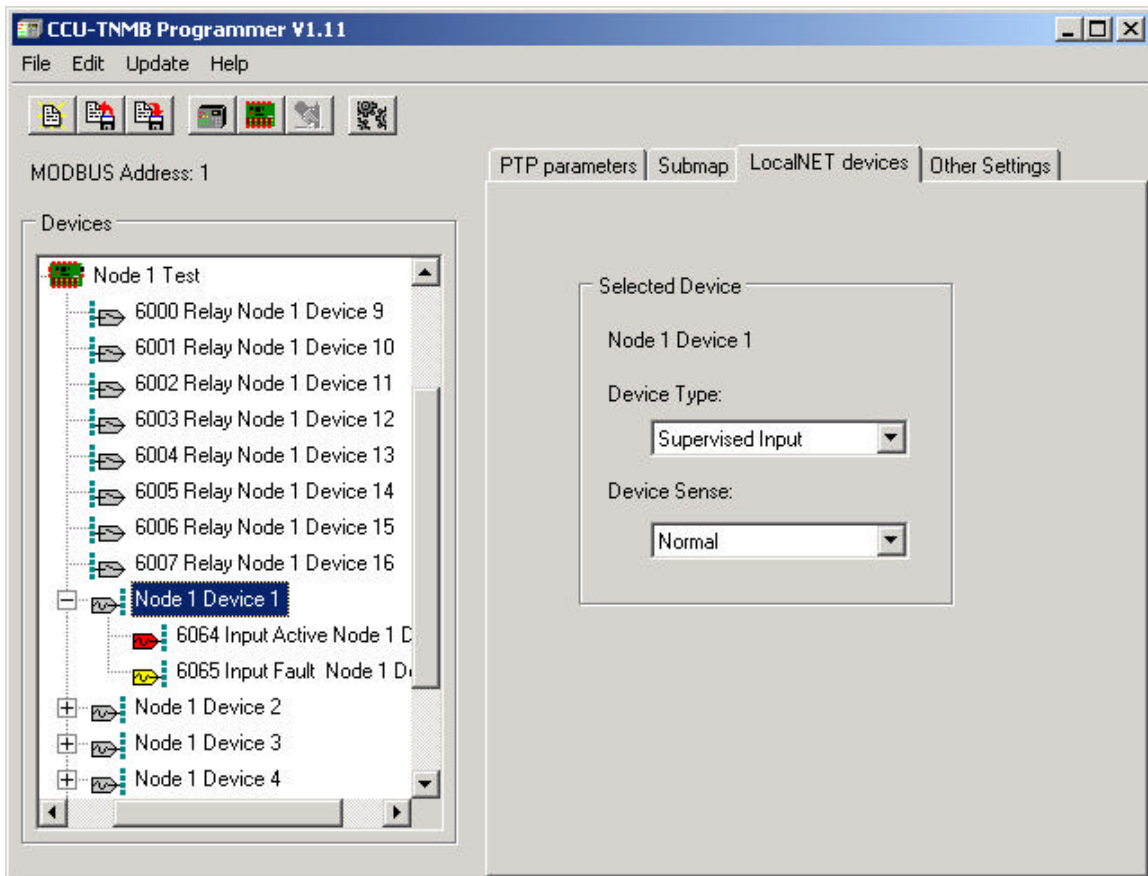 CCU-TNMB Programmer V1.11
File Edit Update Help
MODBUS Address: 1
PTP parameters Submap LocalNET devices Other Settings
Devices
Node 1 Test
6000 Relay Node 1 Device 9
6001 Relay Node 1 Device 10
6002 Relay Node 1 Device 11
6003 Relay Node 1 Device 12
6004 Relay Node 1 Device 13
6005 Relay Node 1 Device 14
6006 Relay Node 1 Device 15
6007 Relay Node 1 Device 16
Node 1 Device 1
6064 Input Active Node 1 D
6065 Input Fault Node 1 De
Node 1 Device 2
Node 1 Device 3
Node 1 Device 4
Selected Device
Node 1 Device 1
Device Type:
Supervised Input
Device Sense:
Normal